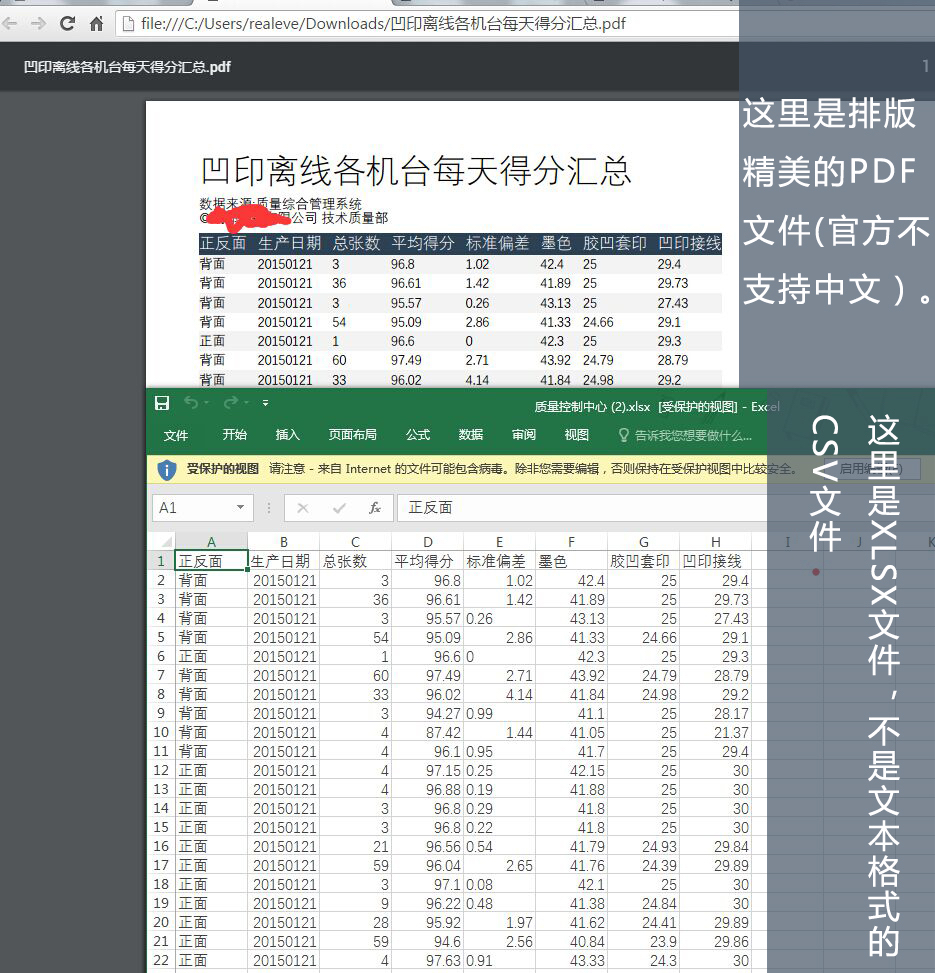 file:///C:/Users/realeve/Downloads/凹印离线各机台每天得分汇总.pdf
凹印离线各机台每天得分汇总.pdf
1
这里是排版
精美的PDF
文件(官方不
支持中文）。
凹印离线各机台每天得分汇总
数据来源:质量综合管理系统
© 限公司 技术质量部
正反面 生产日期 总张数 平均得分 标准偏差 墨色 胶凹套印 凹印接线
背面 20150121 3 96.8 1.02 42.4 25 29.4
背面 20150121 36 96.61 1.42 41.89 25 29.73
背面 20150121 3 95.57 0.26 43.13 25 27.43
背面 20150121 54 95.09 2.86 41.33 24.66 29.1
正面 20150121 1 96.6 0 42.3 25 29.3
背面 20150121 60 97.49 2.71 43.92 24.79 28.79
背面 20150121 33 96.02 4.14 41.84 24.98 29.2
质量控制中心 (2).xlsx [受保护的视图] - Excel
文件 开始 插入 页面布局 公式 数据 审阅 视图 告诉我您想要做什么...
受保护的视图 请注意 - 来自 Internet 的文件可能包含病毒。除非您需要编辑，否则保持在受保护视图中比较安全。
A1 fx 正反面
A B C D E F G H I J K
1 正反面 生产日期 总张数 平均得分 标准偏差 墨色 胶凹套印 凹印接线
2 背面 20150121 3 96.8 1.02 42.4 25 29.4
3 背面 20150121 36 96.61 1.42 41.89 25 29.73
4 背面 20150121 3 95.57 0.26 43.13 25 27.43
5 背面 20150121 54 95.09 2.86 41.33 24.66 29.1
6 正面 20150121 1 96.6 0 42.3 25 29.3
7 背面 20150121 60 97.49 2.71 43.92 24.79 28.79
8 背面 20150121 33 96.02 4.14 41.84 24.98 29.2
9 背面 20150121 3 94.27 0.99 41.1 25 28.17
10 背面 20150121 4 87.42 1.44 41.05 25 21.37
11 背面 20150121 4 96.1 0.95 41.7 25 29.4
12 正面 20150121 4 97.15 0.25 42.15 25 30
13 正面 20150121 4 96.88 0.19 41.88 25 30
14 正面 20150121 3 96.8 0.29 41.8 25 30
15 正面 20150121 3 96.8 0.22 41.8 25 30
16 正面 20150121 21 96.56 0.54 41.79 24.93 29.84
17 正面 20150121 59 96.04 2.65 41.76 24.39 29.89
18 正面 20150121 3 97.1 0.08 42.1 25 30
19 正面 20150121 9 96.22 0.48 41.38 24.84 30
20 正面 20150121 28 95.92 1.97 41.62 24.41 29.89
21 正面 20150121 59 94.6 2.56 40.84 23.9 29.86
22 正面 20150121 4 97.63 0.91 43.33 24.3 30
这里是XLSX文件，不是文本格式的
CSV文件